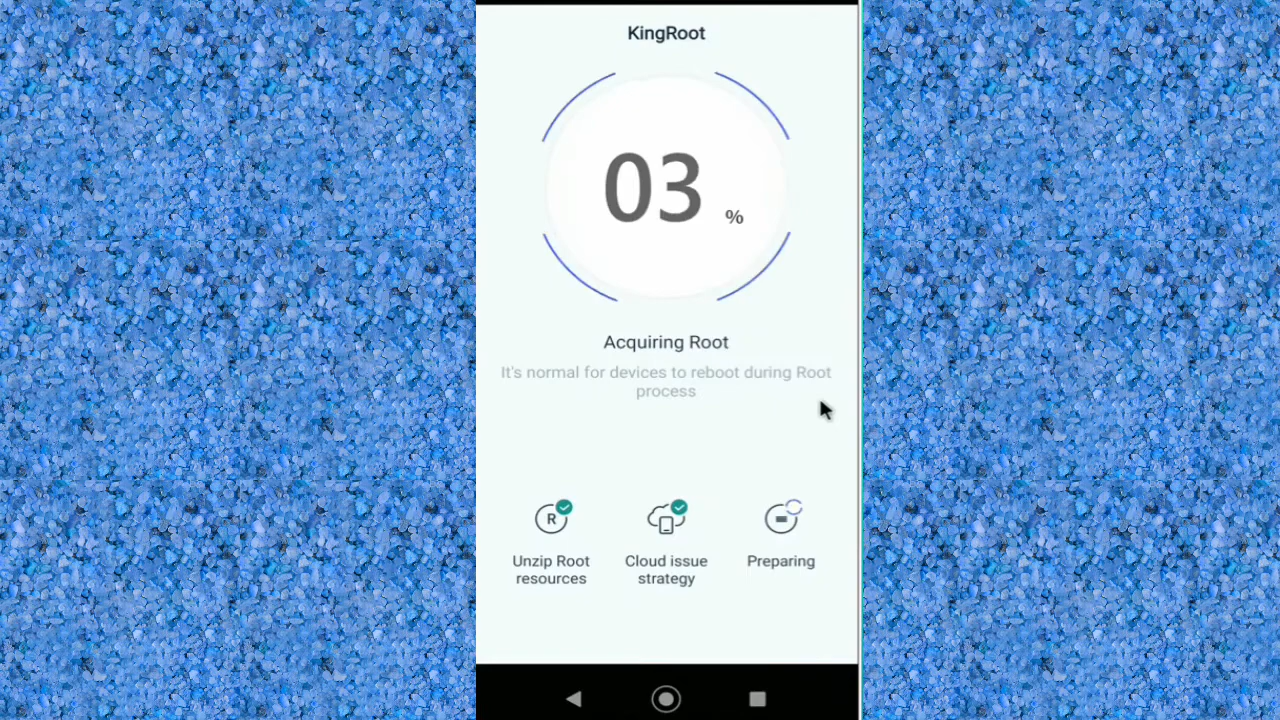 KingRoot
03 %
Acquiring Root
It's normal for devices to reboot during Root
process
R
Unzip Root
resources
Cloud issue
strategy
Preparing